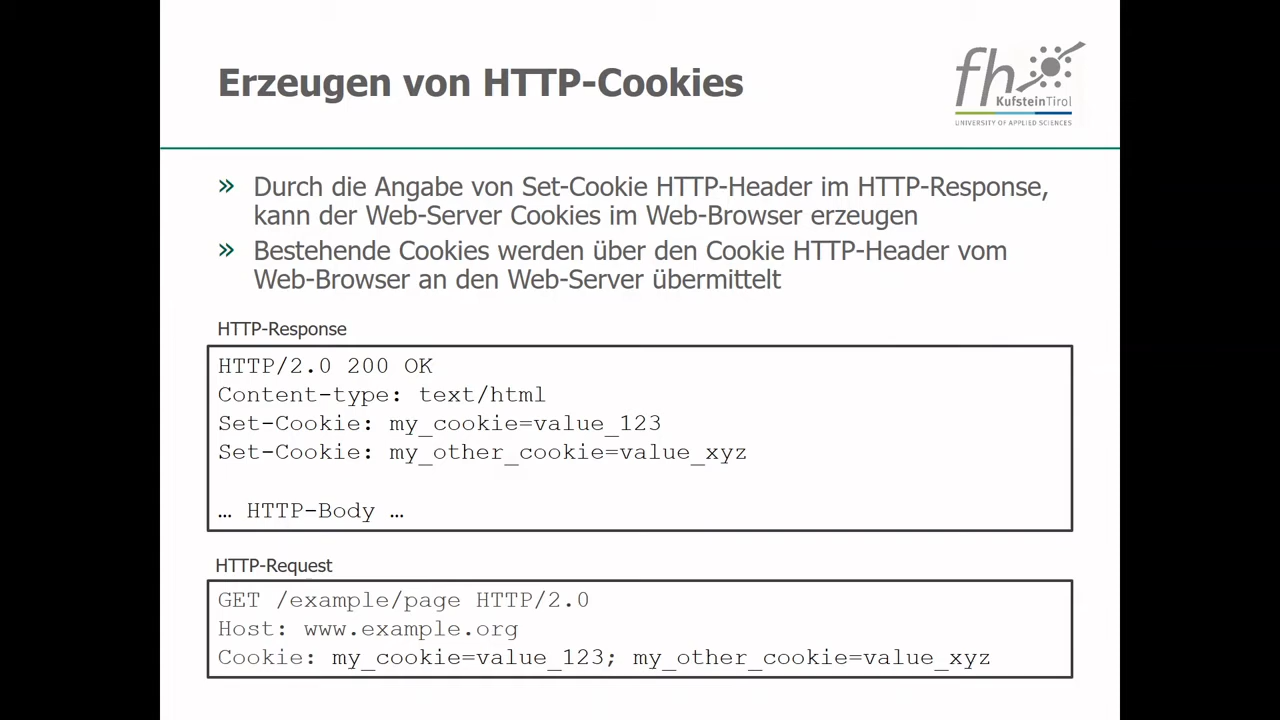 Erzeugen von HTTP-Cookies
fh
KufsteinTirol
UNIVERSITY OF APPLIED SCIENCES
» Durch die Angabe von Set-Cookie HTTP-Header im HTTP-Response,
kann der Web-Server Cookies im Web-Browser erzeugen
» Bestehende Cookies werden über den Cookie HTTP-Header vom
Web-Browser an den Web-Server übermittelt
HTTP-Response
HTTP/2.0 200 OK
Content-type: text/html
Set-Cookie: my_cookie=value_123
Set-Cookie: my_other_cookie=value_xyz
… HTTP-Body …
HTTP-Request
GET /example/page HTTP/2.0
Host: www.example.org
Cookie: my_cookie=value_123; my_other_cookie=value_xyz